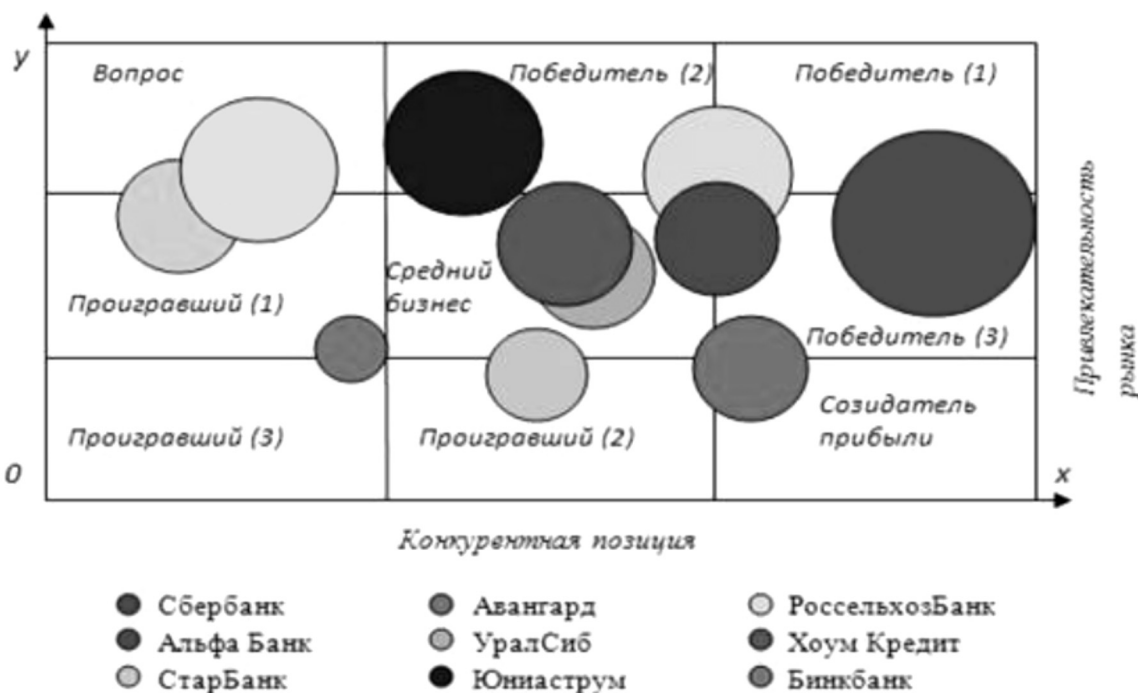 y
Вопрос
Победитель (2)
Победитель (1)
Привлекательность
рынка
Средний
бизнес
Проигравший (1)
Победитель (3)
Созидатель
прибыли
Проигравший (3)
Проигравший (2)
0
x
Конкурентная позиция
Сбербанк
Авангард
РоссельхозБанк
Альфа Банк
УралСиб
Хоум Кредит
СтарБанк
Юниаструм
Бинкбанк